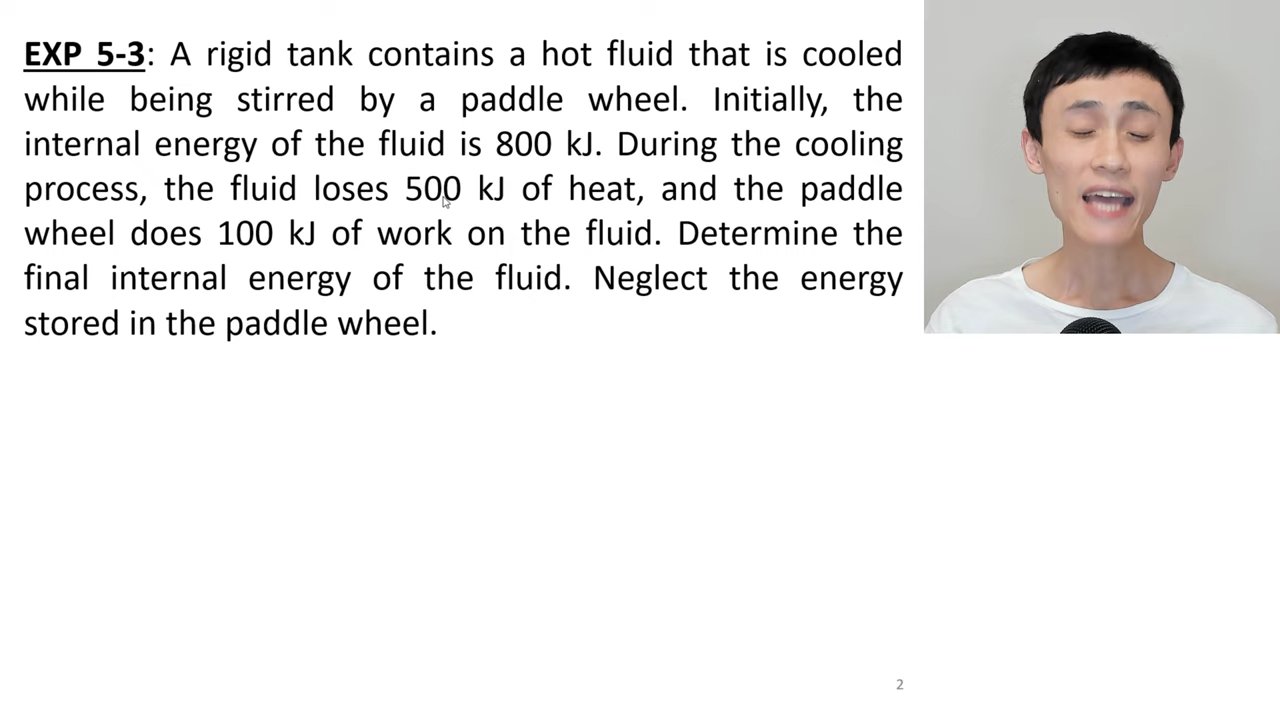 EXP 5-3: A rigid tank contains a hot fluid that is cooled
while being stirred by a paddle wheel. Initially, the
internal energy of the fluid is 800 kJ. During the cooling
process, the fluid loses 500 kJ of heat, and the paddle
wheel does 100 kJ of work on the fluid. Determine the
final internal energy of the fluid. Neglect the energy
stored in the paddle wheel.
2